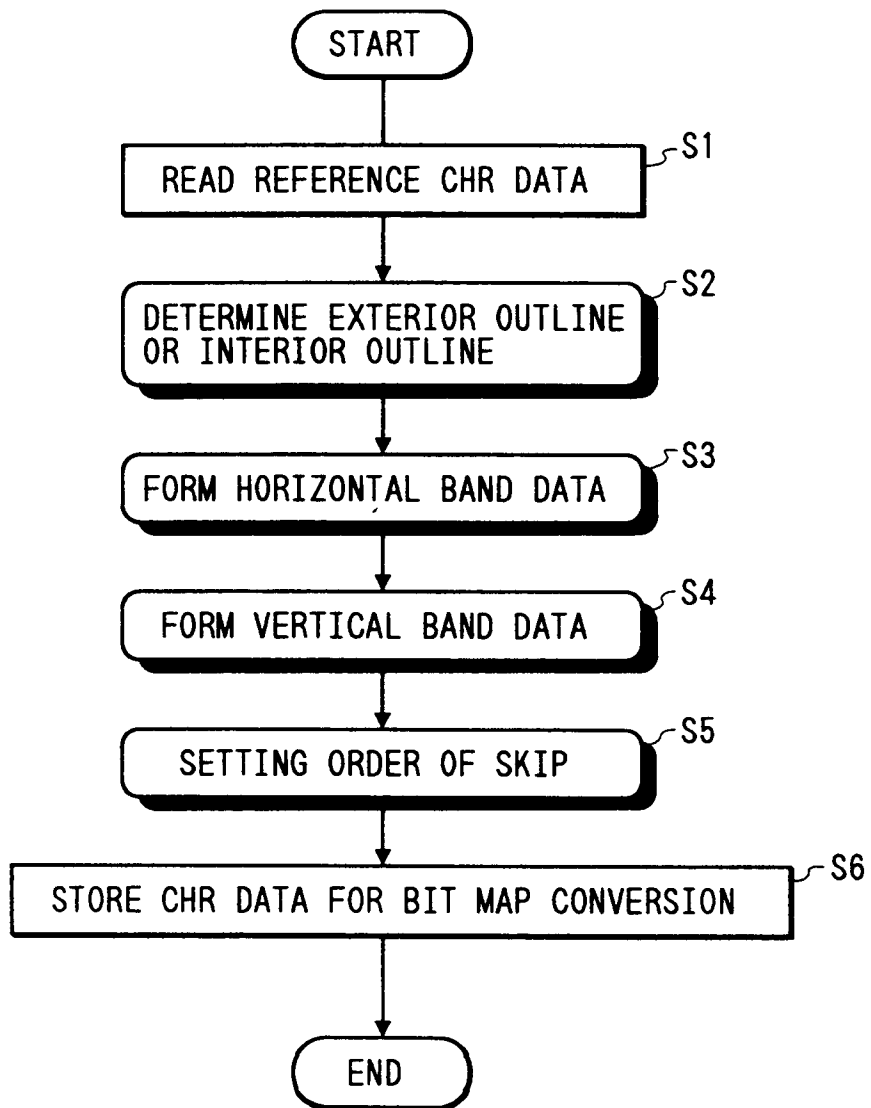 START
S1
READ REFERENCE CHR DATA
S2
DETERMINE EXTERIOR OUTLINE
OR INTERIOR OUTLINE
S3
FORM HORIZONTAL BAND DATA
S4
FORM VERTICAL BAND DATA
S5
SETTING ORDER OF SKIP
S6
STORE CHR DATA FOR BIT MAP CONVERSION
END